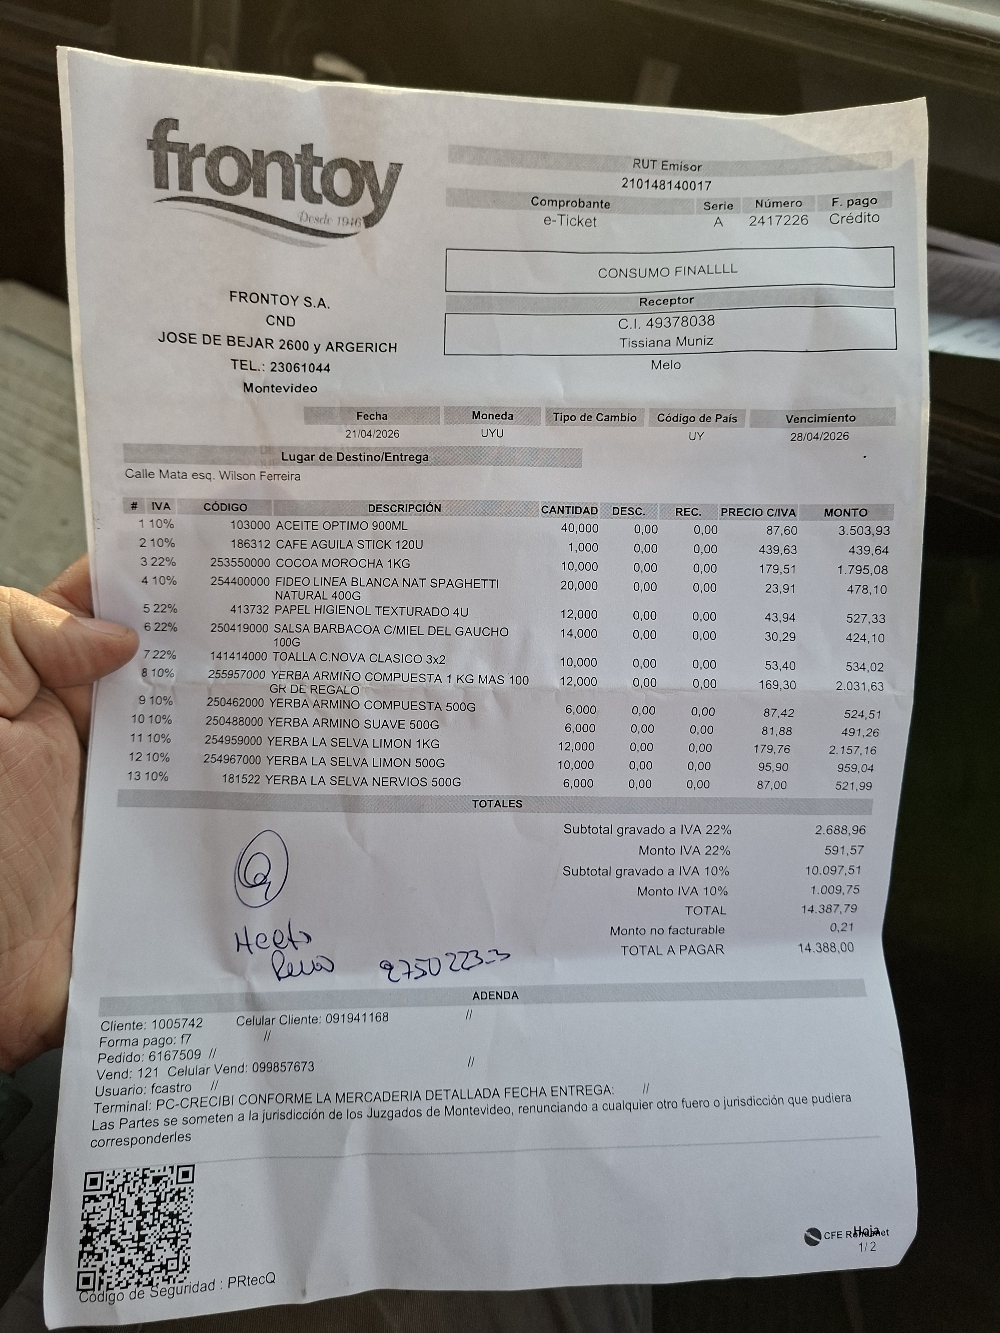 frontoy
Desde 1946
RUT Emisor
210148140017
Comprobante Serie Número F. pago
e-Ticket A 2417226 Crédito
CONSUMO FINALLLL
Receptor
C.I. 49378038
Tissiana Muniz
Melo
FRONTOY S.A.
CND
JOSE DE BEJAR 2600 y ARGERICH
TEL.: 23061044
Montevideo
Fecha Moneda Tipo de Cambio Código de País Vencimiento
21/04/2026 UYU UY 28/04/2026
Lugar de Destino/Entrega
Calle Mata esq. Wilson Ferreira
# IVA CÓDIGO DESCRIPCIÓN CANTIDAD DESC. REC. PRECIO C/IVA MONTO
1 10% 103000 ACEITE OPTIMO 900ML 40,000 0,00 0,00 87,60 3.503,93
2 10% 186312 CAFE AGUILA STICK 120U 1,000 0,00 0,00 439,63 439,64
3 22% 253550000 COCOA MOROCHA 1KG 10,000 0,00 0,00 179,51 1.795,08
4 10% 254400000 FIDEO LINEA BLANCA NAT SPAGHETTI 20,000 0,00 0,00 23,91 478,10
NATURAL 400G
5 22% 413732 PAPEL HIGIENOL TEXTURADO 4U 12,000 0,00 0,00 43,94 527,33
6 22% 250419000 SALSA BARBACOA C/MIEL DEL GAUCHO 14,000 0,00 0,00 30,29 424,10
100G
7 22% 141414000 TOALLA C.NOVA CLASICO 3x2 10,000 0,00 0,00 53,40 534,02
8 10% 255957000 YERBA ARMIÑO COMPUESTA 1 KG MAS 100 12,000 0,00 0,00 169,30 2.031,63
GR DE REGALO
9 10% 250462000 YERBA ARMINO COMPUESTA 500G 6,000 0,00 0,00 87,42 524,51
10 10% 250488000 YERBA ARMINO SUAVE 500G 6,000 0,00 0,00 81,88 491,26
11 10% 254959000 YERBA LA SELVA LIMON 1KG 12,000 0,00 0,00 179,76 2.157,16
12 10% 254967000 YERBA LA SELVA LIMON 500G 10,000 0,00 0,00 95,90 959,04
13 10% 181522 YERBA LA SELVA NERVIOS 500G 6,000 0,00 0,00 87,00 521,99
TOTALES
Subtotal gravado a IVA 22% 2.688,96
Monto IVA 22% 591,57
Subtotal gravado a IVA 10% 10.097,51
Monto IVA 10% 1.009,75
TOTAL 14.387,79
Monto no facturable 0,21
TOTAL A PAGAR 14.388,00
ADENDA
Cliente: 1005742 Celular Cliente: 091941168 //
Forma pago: f7 //
Pedido: 6167509 //
Vend: 121 Celular Vend: 099857673 //
Usuario: fcastro //
Terminal: PC-CRECIBI CONFORME LA MERCADERIA DETALLADA FECHA ENTREGA: //
Las Partes se someten a la jurisdicción de los Juzgados de Montevideo, renunciando a cualquier otro fuero o jurisdicción que pudiera
corresponderles
CFE
Hoja
1/2
Código de Seguridad : PRtecQ